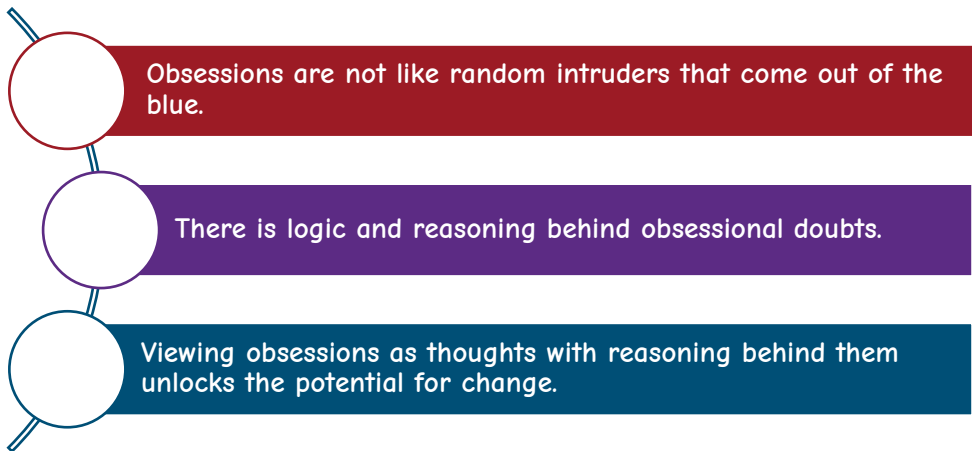 Obsessions are not like random intruders that come out of the
blue.
There is logic and reasoning behind obsessional doubts.
Viewing obsessions as thoughts with reasoning behind them
unlocks the potential for change.